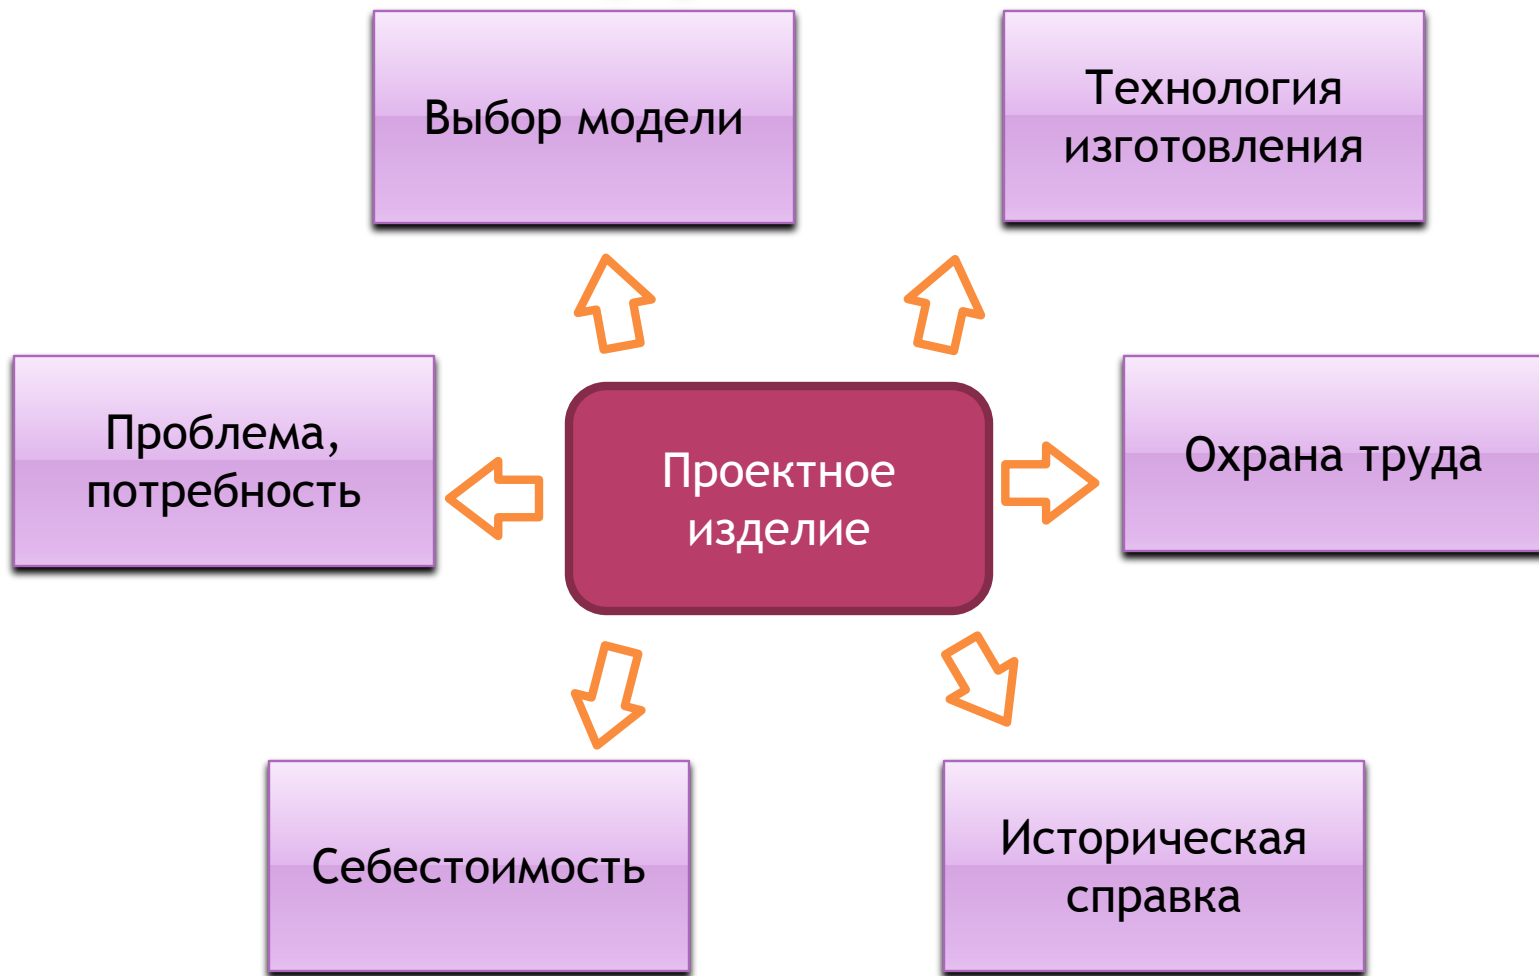 Выбор модели
Технология
изготовления
Проблема,
потребность
Проектное
изделие
Охрана труда
Себестоимость
Историческая
справка